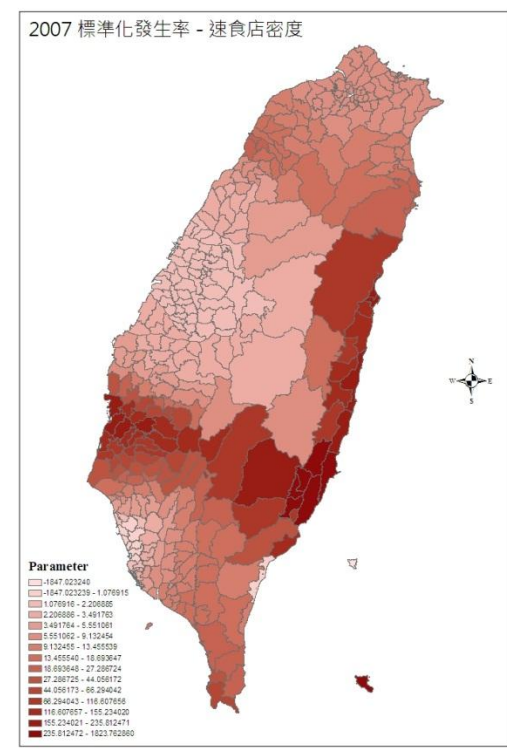 2007 標準化發生率 - 速食店密度
N
W E
S
Parameter
-1847.023240
-1847.023239 - 1.076915
1.076916 - 2.206885
2.206886 - 3.491763
3.491764 - 5.551061
5.551062 - 9.132454
9.132455 - 13.455539
13.455540 - 18.693647
18.693648 - 27.286724
27.286725 - 44.056172
44.056173 - 66.294042
66.294043 - 116.607656
116.607657 - 155.234020
155.234021 - 235.812471
235.812472 - 1823.762860